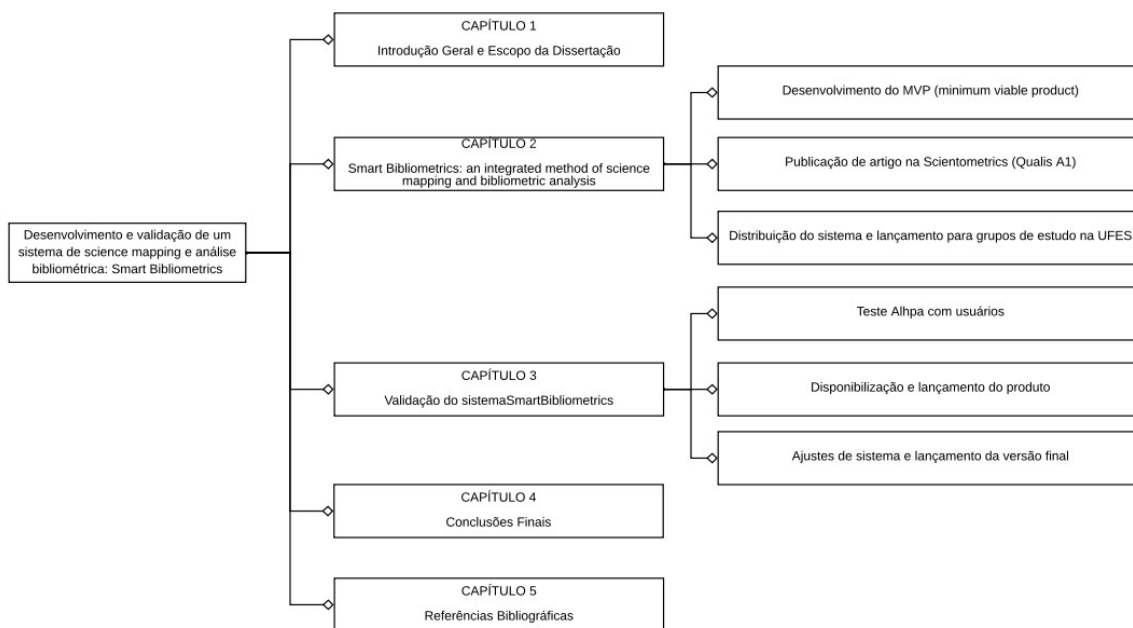 Desenvolvimento e validação de um
sistema de science mapping e análise
bibliométrica: Smart Bibliometrics
CAPÍTULO 1
Introdução Geral e Escopo da Dissertação
CAPÍTULO 2
Smart Bibliometrics: an integrated method of science
mapping and bibliometric analysis
Desenvolvimento do MVP (minimum viable product)
Publicação de artigo na Scientometrics (Qualis A1)
Distribuição do sistema e lançamento para grupos de estudo na UFES
CAPÍTULO 3
Validação do sistemaSmartBibliometrics
Teste Alhpa com usuários
Disponibilização e lançamento do produto
Ajustes de sistema e lançamento da versão final
CAPÍTULO 4
Conclusões Finais
CAPÍTULO 5
Referências Bibliográficas